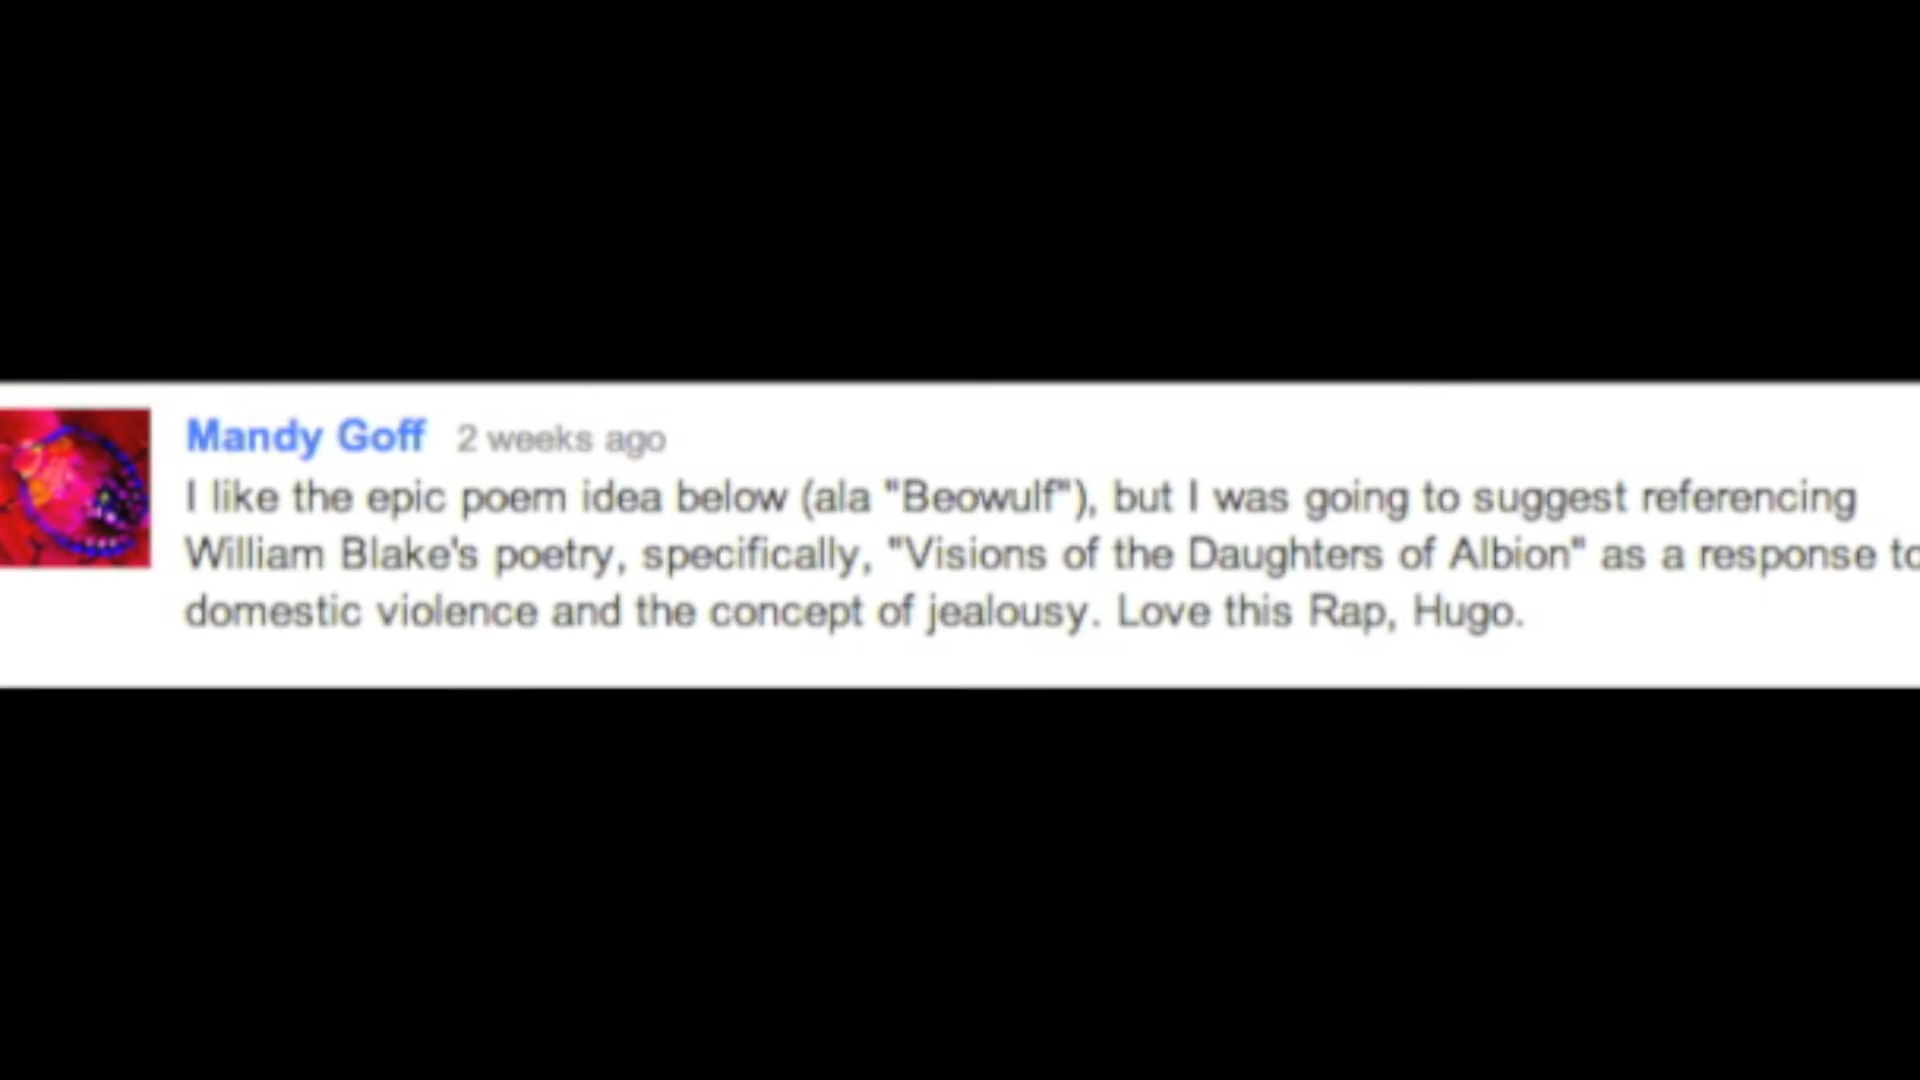 Mandy Goff 2 weeks ago
I like the epic poem idea below (ala "Beowulf"), but I was going to suggest referencing
William Blake's poetry, specifically, "Visions of the Daughters of Albion" as a response to
domestic violence and the concept of jealousy. Love this Rap, Hugo.